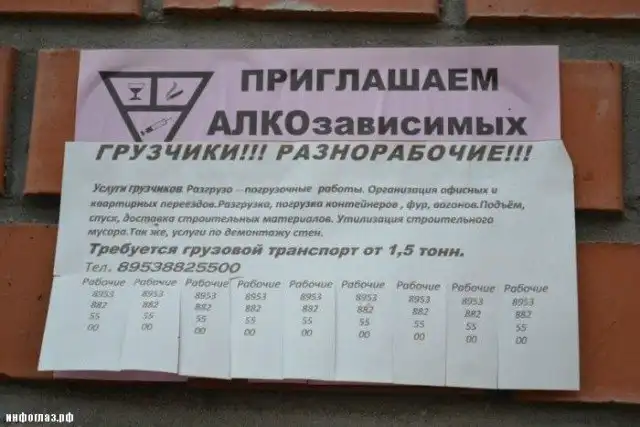 ПРИГЛАШАЕМ
АЛКОзависимых
ГРУЗЧИКИ!!! РАЗНОРАБОЧИЕ!!!
Услуги грузчиков. Разгрузо – погрузочные работы. Организация офисных и
квартирных переездов.Разгрузка, погрузка контейнеров , фур, вагонов.Подъём,
спуск, доставка строительных материалов. Утилизация строительного
мусора.Так же, услуги по демонтажу стен.
Требуется грузовой транспорт от 1,5 тонн.
Тел. 89538825500
Рабочие Рабочие Рабочие Рабочие Рабочие Рабочие Рабочие Рабочие Рабочие
8953 8953 8953 8953 8953 8953 8953 8953 8953
882 882 882 882 882 882 882 882 882
55 55 55 55 55 55 55 55 55
00 00 00 00 00 00 00 00 00
инфоглаз.рф